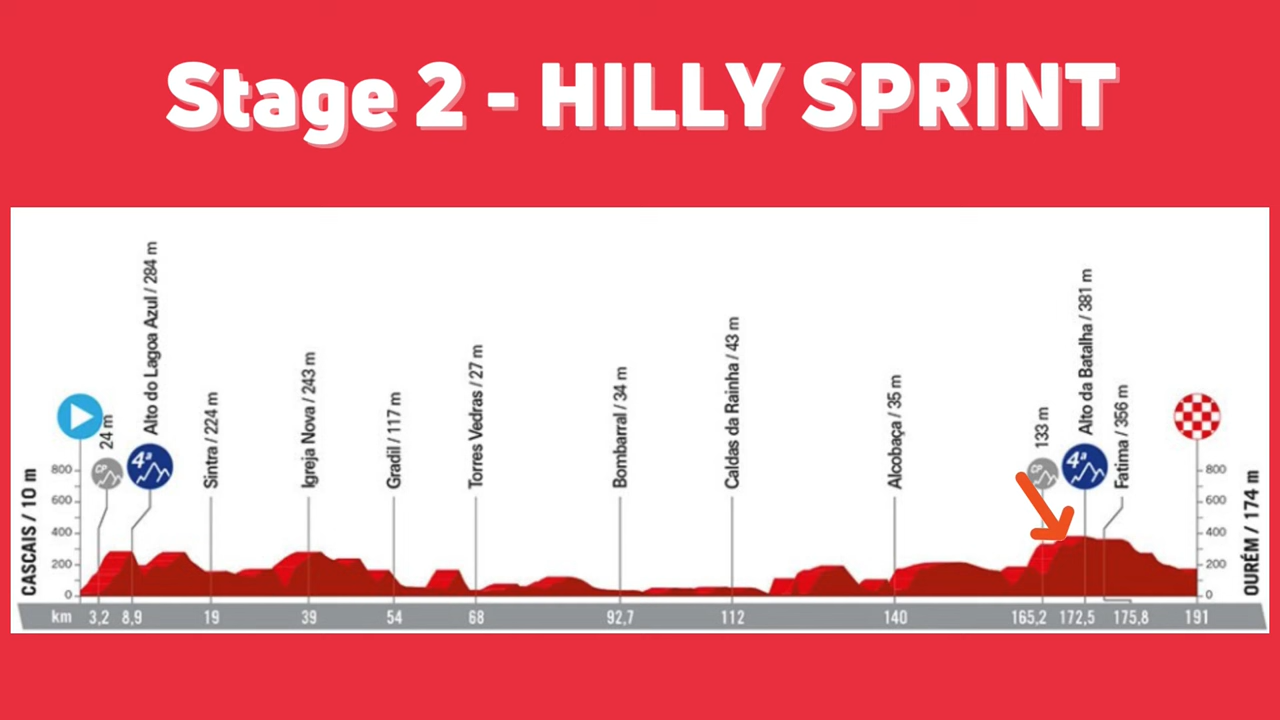 Stage 2 - HILLY SPRINT
CASCAIS / 10 m
24 m
Alto do Lagoa Azul / 284 m
Sintra / 224 m
Igreja Nova / 243 m
Gradil / 117 m
Torres Vedras / 27 m
Bombarral / 34 m
Caldas da Rainha / 43 m
Alcobaça / 35 m
133 m
Alto da Batalha / 381 m
Fatima / 356 m
OURÉM / 174 m
CP
4ª
CP
4ª
800
600
400
200
0
800
600
400
200
0
km 3,2 8,9 19 39 54 68 92,7 112 140 165,2 172,5 175,8 191